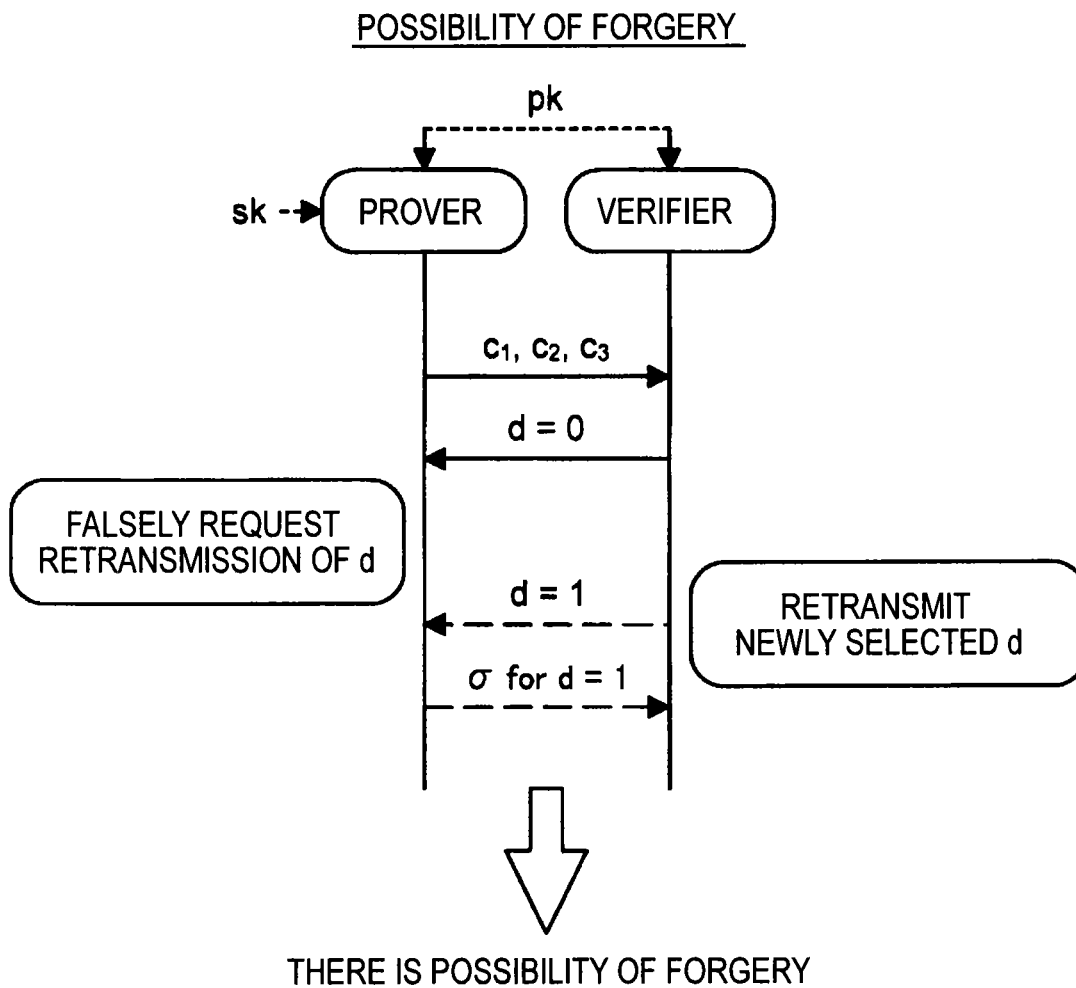 POSSIBILITY OF FORGERY
pk
sk
PROVER
VERIFIER
c₁, c₂, c₃
d = 0
FALSELY REQUEST
RETRANSMISSION OF d
d = 1
RETRANSMIT
NEWLY SELECTED d
σ for d = 1
THERE IS POSSIBILITY OF FORGERY